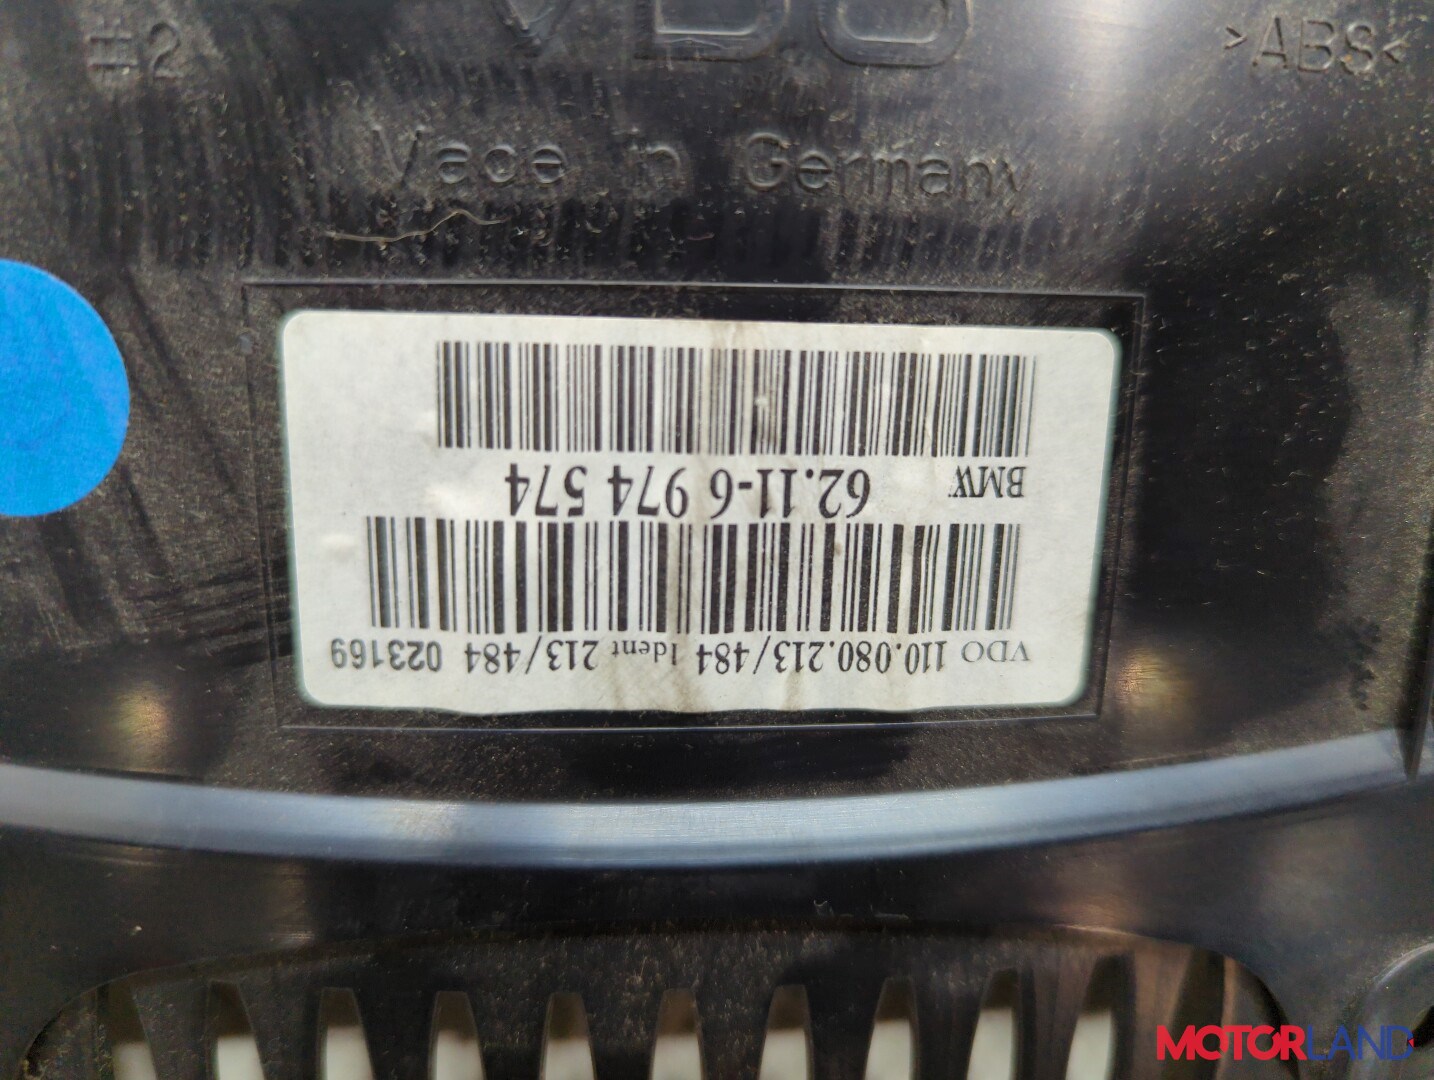 #2
VDO
>ABS<
Made in Germany
VDO 110.080.213/484 Ident 213/484 023169
BMW 62.11-6 974 574
MOTORLAND